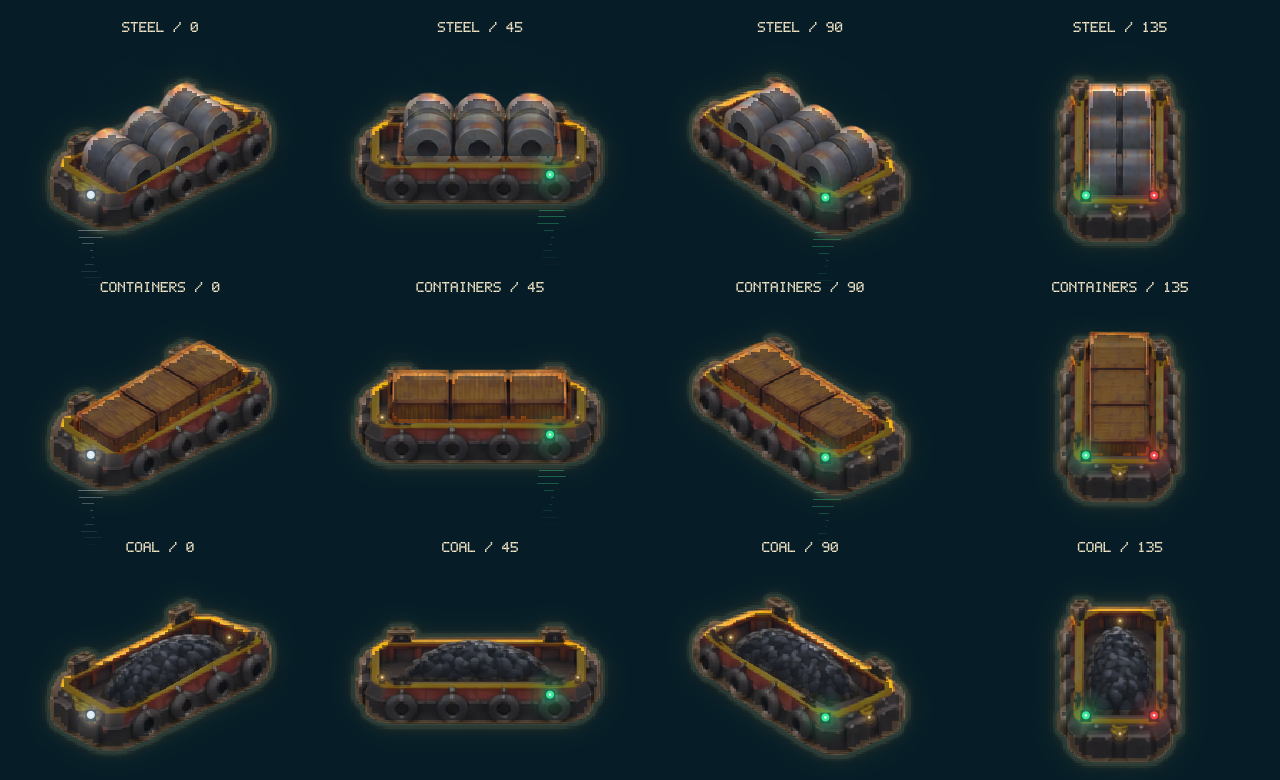 STEEL / 0
STEEL / 45
STEEL / 90
STEEL / 135
CONTAINERS / 0
CONTAINERS / 45
CONTAINERS / 90
CONTAINERS / 135
COAL / 0
COAL / 45
COAL / 90
COAL / 135